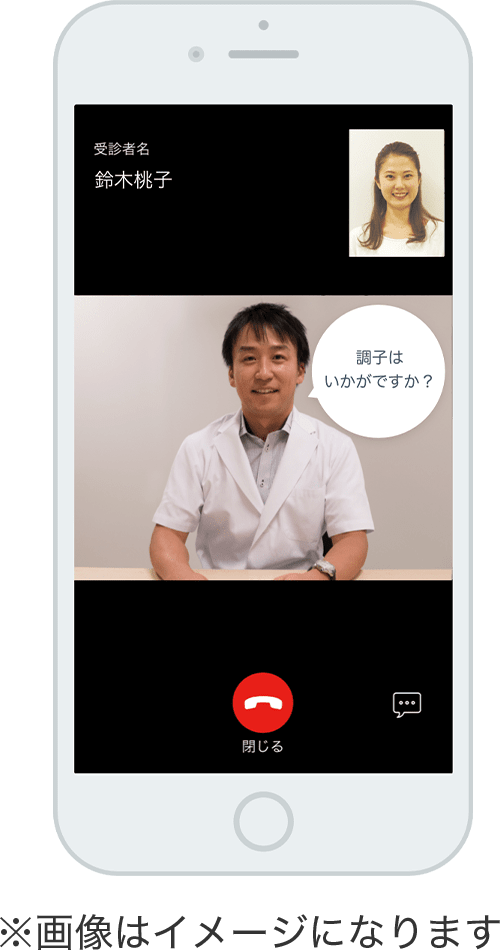 受診者名
鈴木桃子
調子は
いかがですか？
閉じる
※画像はイメージになります